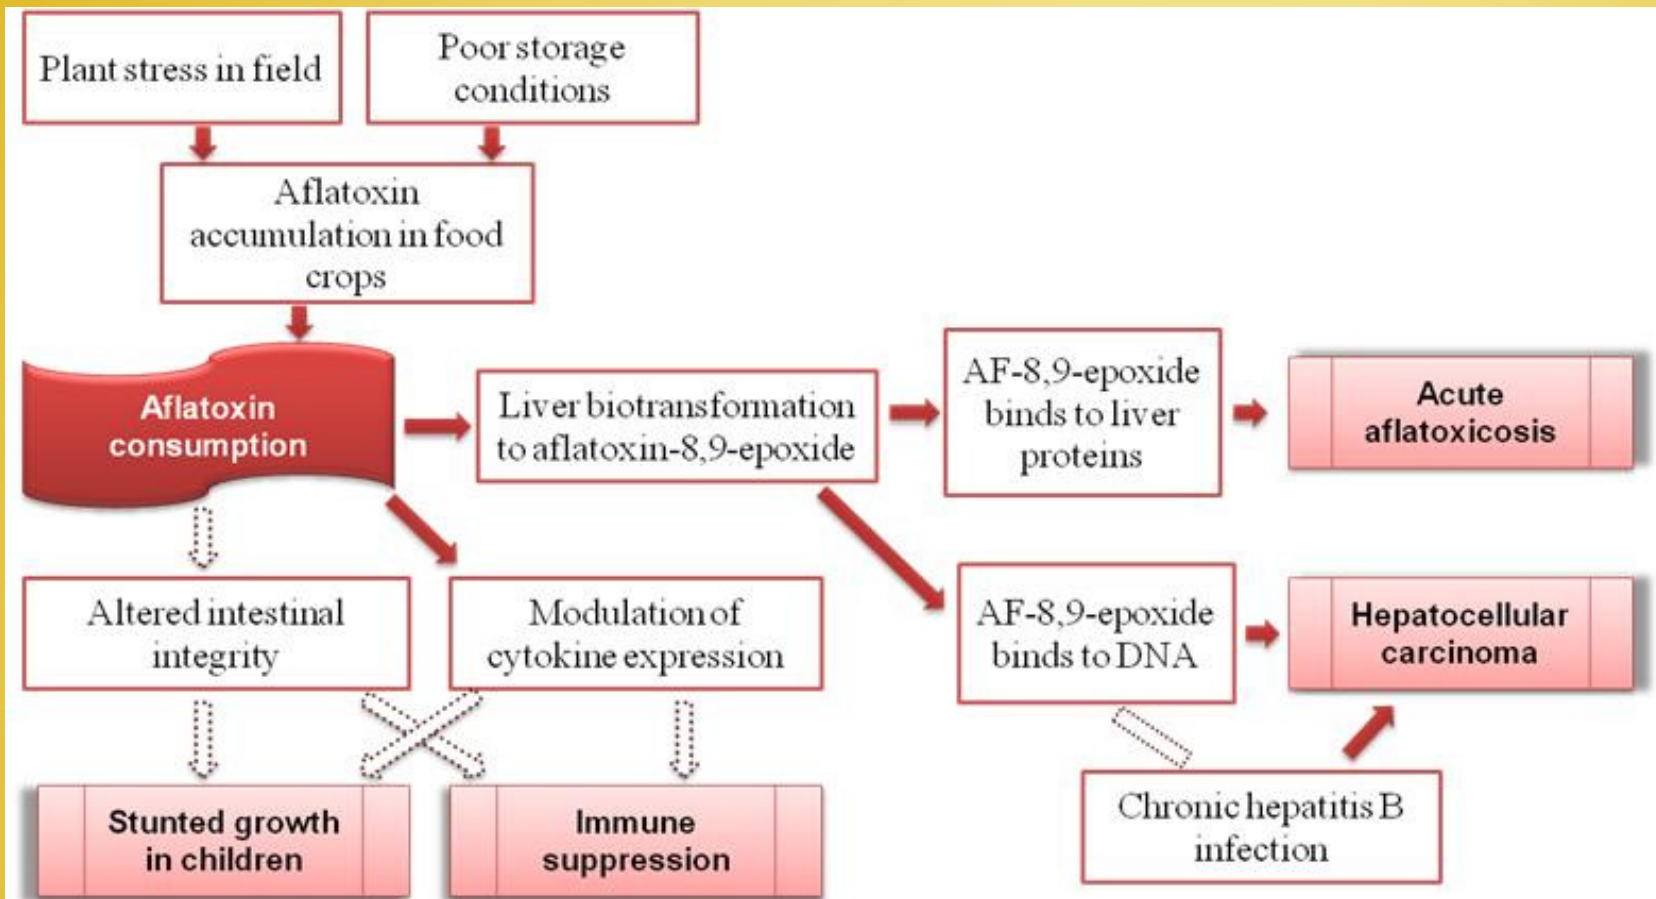 Plant stress in field
Poor storage
conditions
Aflatoxin
accumulation in food
crops
Aflatoxin
consumption
Liver biotransformation
to aflatoxin-8,9-epoxide
AF-8,9-epoxide
binds to liver
proteins
Acute
aflatoxicosis
Altered intestinal
integrity
Modulation of
cytokine expression
AF-8,9-epoxide
binds to DNA
Hepatocellular
carcinoma
Stunted growth
in children
Immune
suppression
Chronic hepatitis B
infection